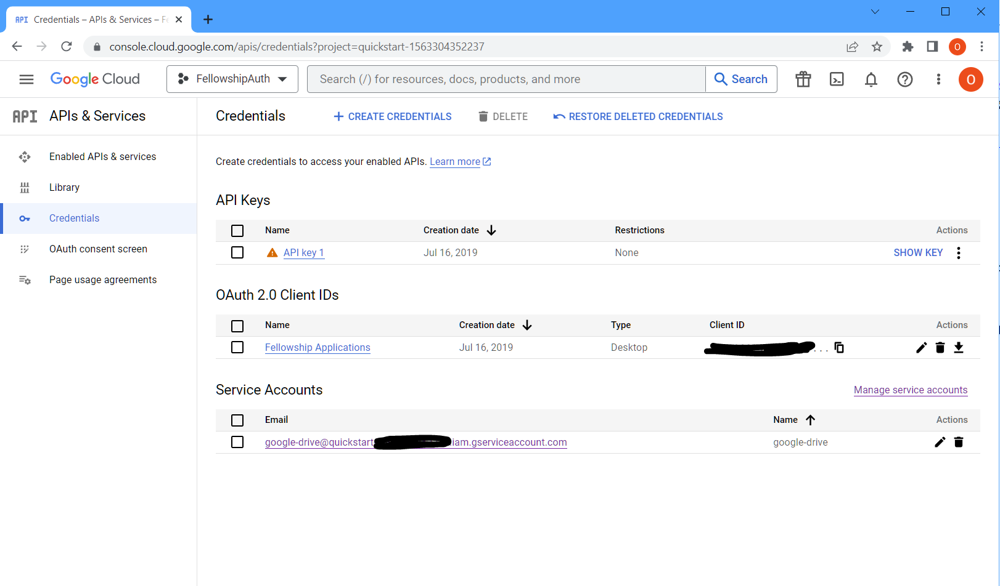 API Credentials – APIs & Services – Fe
console.cloud.google.com/apis/credentials?project=quickstart-1563304352237
O
Google Cloud
FellowshipAuth
Search (/) for resources, docs, products, and more
Search
O
API APIs & Services
Credentials
CREATE CREDENTIALS
DELETE
RESTORE DELETED CREDENTIALS
Enabled APIs & services
Library
Credentials
OAuth consent screen
Page usage agreements
Create credentials to access your enabled APIs. Learn more
API Keys
Name Creation date Restrictions Actions
API key 1 Jul 16, 2019 None SHOW KEY
OAuth 2.0 Client IDs
Name Creation date Type Client ID Actions
Fellowship Applications Jul 16, 2019 Desktop ...
Service Accounts Manage service accounts
Email Name Actions
google-drive@quickstart iam.gserviceaccount.com google-drive